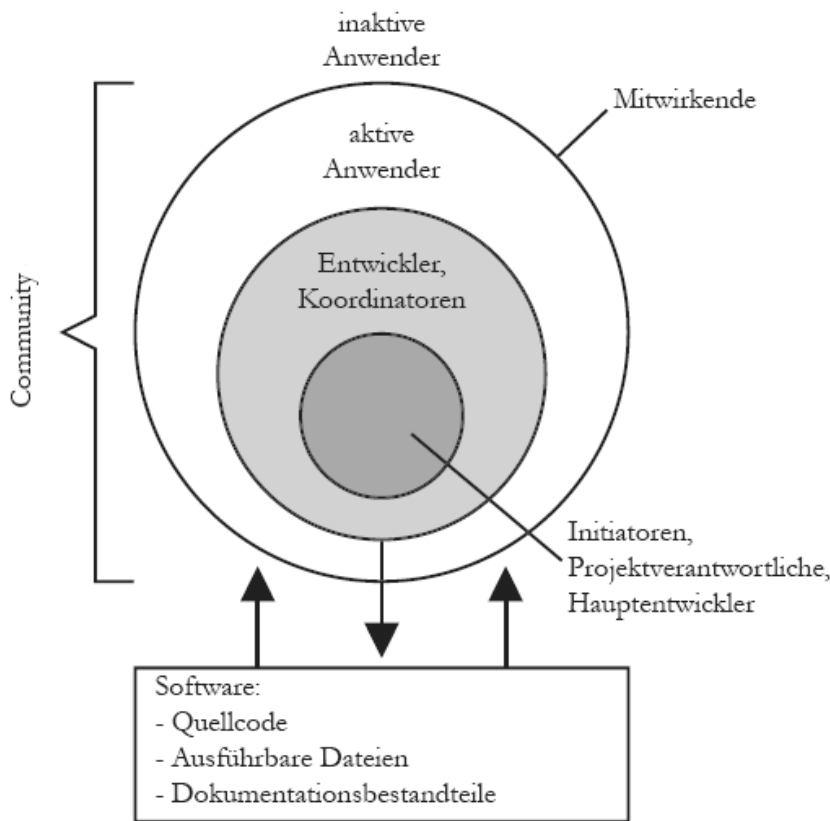 inaktive
Anwender
Mitwirkende
aktive
Anwender
Entwickler,
Koordinatoren
Community
Initiatoren,
Projektverantwortliche,
Hauptentwickler
Software:
- Quellcode
- Ausführbare Dateien
- Dokumentationsbestandteile